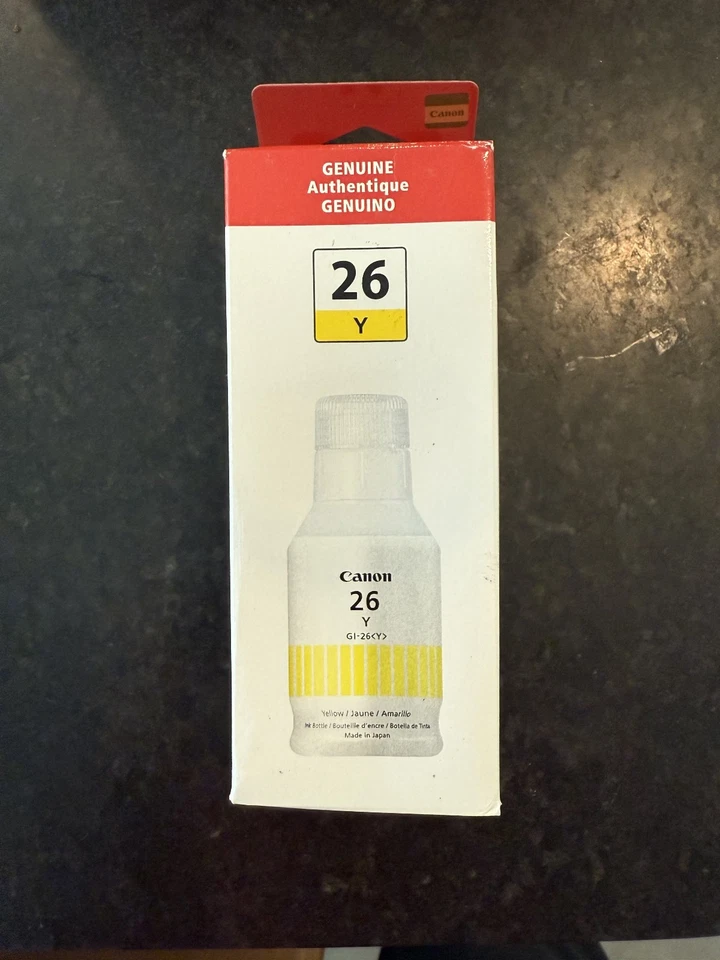 Canon
GENUINE
Authentique
GENUINO
26
Y
Canon
26
Y
GI-26<Y>
Yellow / Jaune / Amarillo
Ink Bottle / Bouteille d'encre / Botella de Tinta
Made in Japan